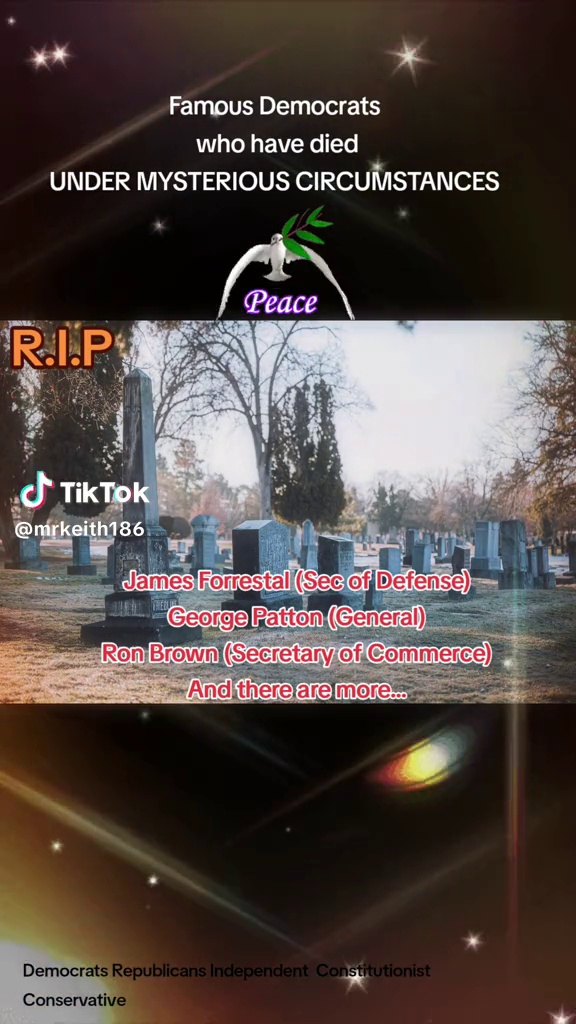 Famous Democrats
who have died
UNDER MYSTERIOUS CIRCUMSTANCES
Peace
R.I.P
TikTok
@mrkeith186
James Forrestal (Sec of Defense)
George Patton (General)
Ron Brown (Secretary of Commerce)
And there are more...
Democrats Republicans Independent Constitutionist
Conservative